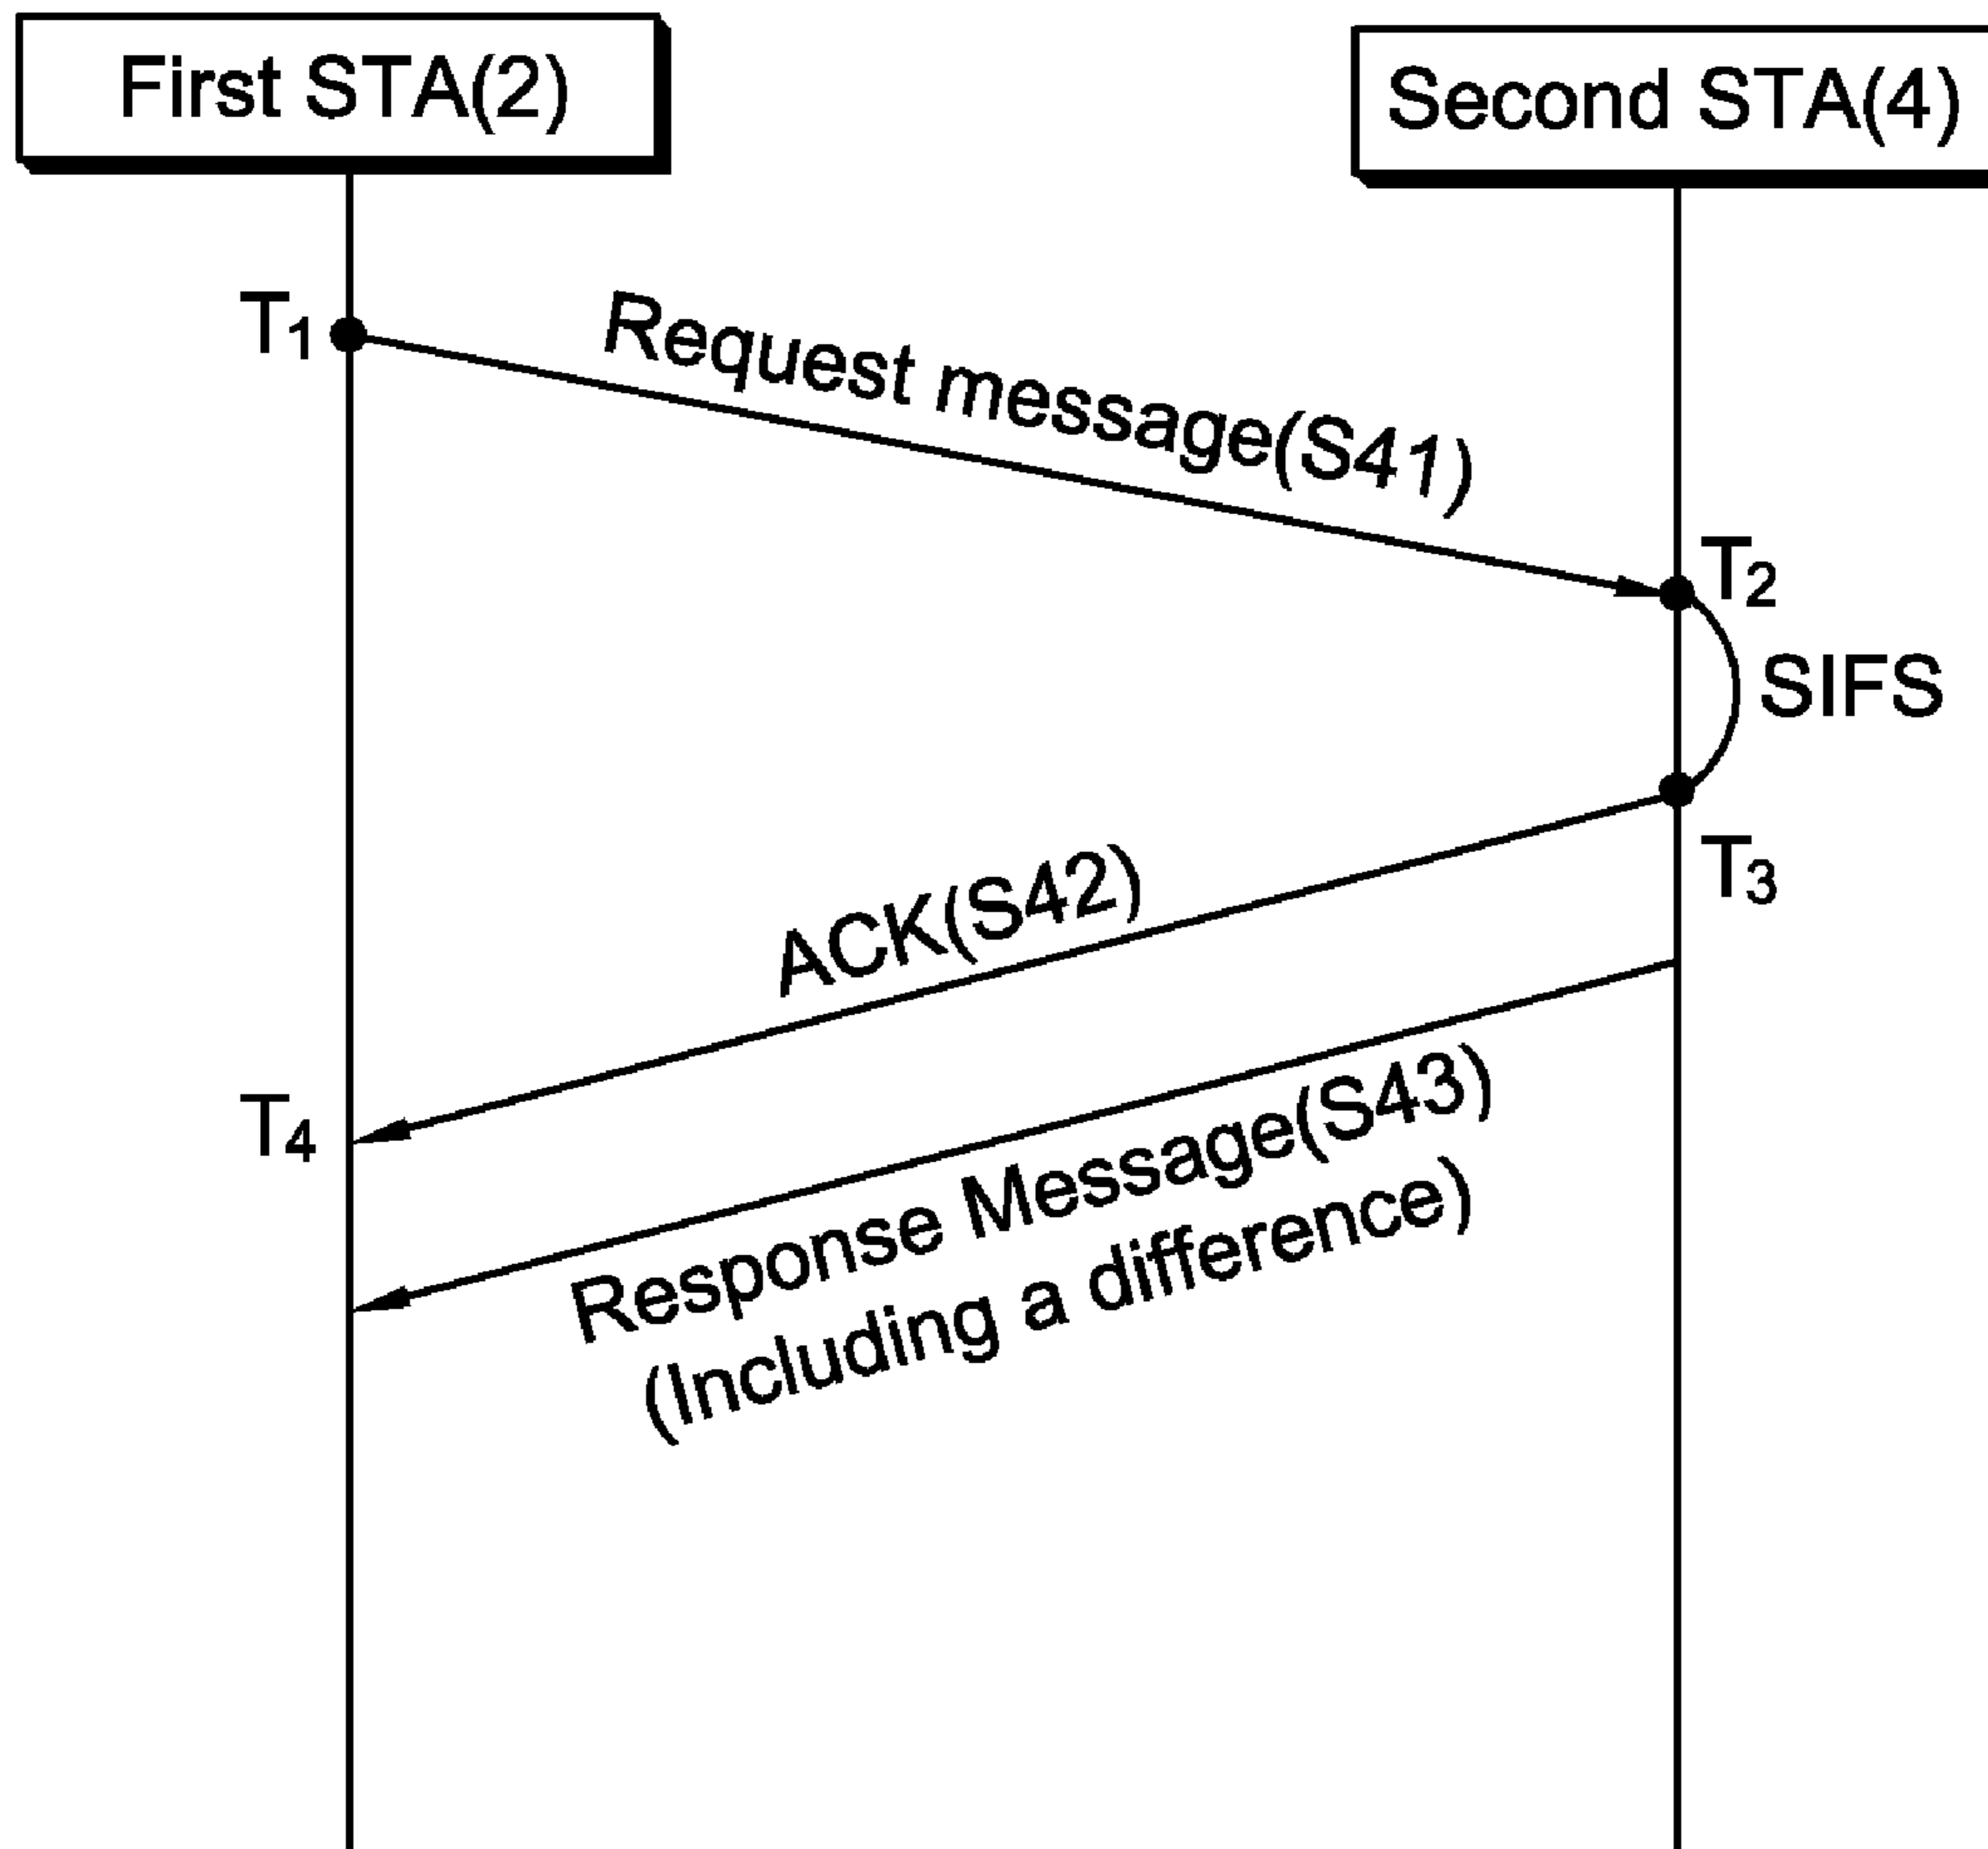 First STA(2)
Second STA(4)
T1
Request message(S41)
T2
SIFS
T3
ACK(S42)
T4
Response Message(S43)
(Including a difference)